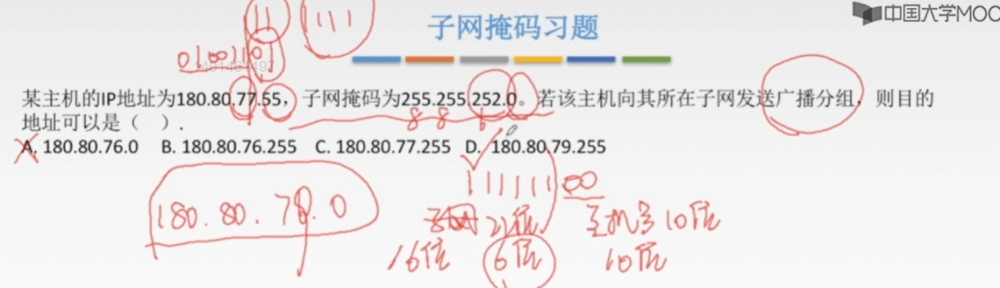 中国大学MOO
子网掩码习题
11 111
01001101
1401461497
某主机的IP地址为180.80.77.55，子网掩码为255.255.252.0。若该主机向其所在子网发送广播分组，则目的
8 8 6
地址可以是（ ）.
A. 180.80.76.0 B. 180.80.76.255 C. 180.80.77.255 D. 180.80.79.255
111111 00
180.80.76.0
22位 主机号10位
16位 6位 10位